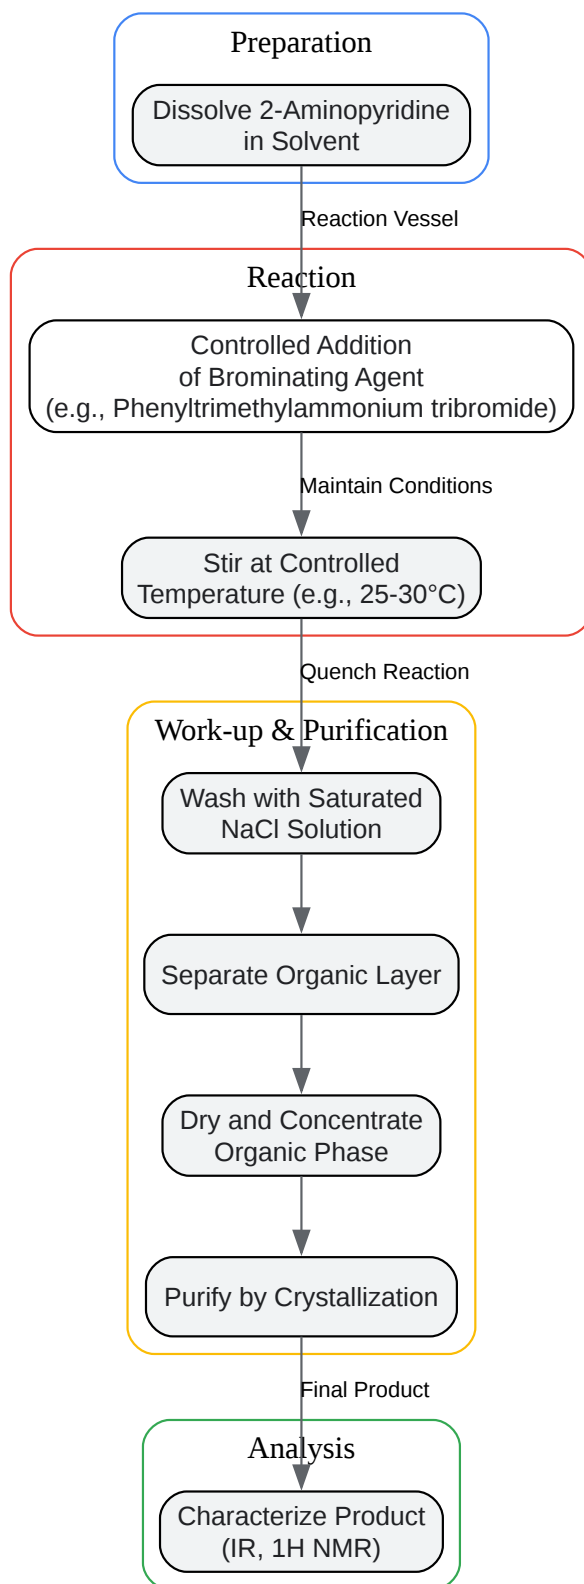 Preparation
Dissolve 2-Aminopyridine
in Solvent
Reaction Vessel
Reaction
Controlled Addition
of Brominating Agent
(e.g., Phenyltrimethylammonium tribromide)
Maintain Conditions
Stir at Controlled
Temperature (e.g., 25-30°C)
Quench Reaction
Work-up & Purification
Wash with Saturated
NaCl Solution
Separate Organic Layer
Dry and Concentrate
Organic Phase
Purify by Crystallization
Final Product
Analysis
Characterize Product
(IR, 1H NMR)